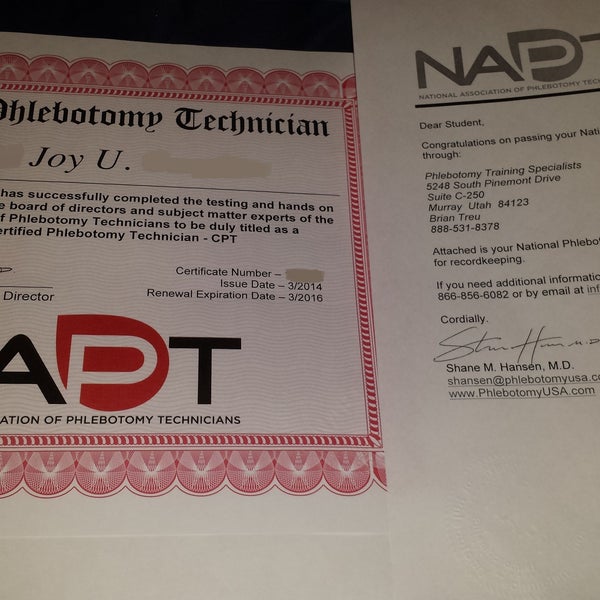 Phlebotomy Technician
Joy U.
has successfully completed the testing and hands on
board of directors and subject matter experts of the
of Phlebotomy Technicians to be duly titled as a
Certified Phlebotomy Technician - CPT
Certificate Number –
Issue Date – 3/2014
Director
Renewal Expiration Date – 3/2016
APT
ATION OF PHLEBOTOMY TECHNICIANS
NAPT
NATIONAL ASSOCIATION OF PHLEBOTOMY TECH
Dear Student,
Congratulations on passing your Nati
through:
Phlebotomy Training Specialists
5248 South Pinemont Drive
Suite C-250
Murray Utah 84123
Brian Treu
888-531-8378
Attached is your National Phlebo
for recordkeeping.
If you need additional informatio
866-856-6082 or by email at inf
Cordially.
Shane M. Hansen, M.D.
shansen@phlebotomyusa.co
www.PhlebotomyUSA.com